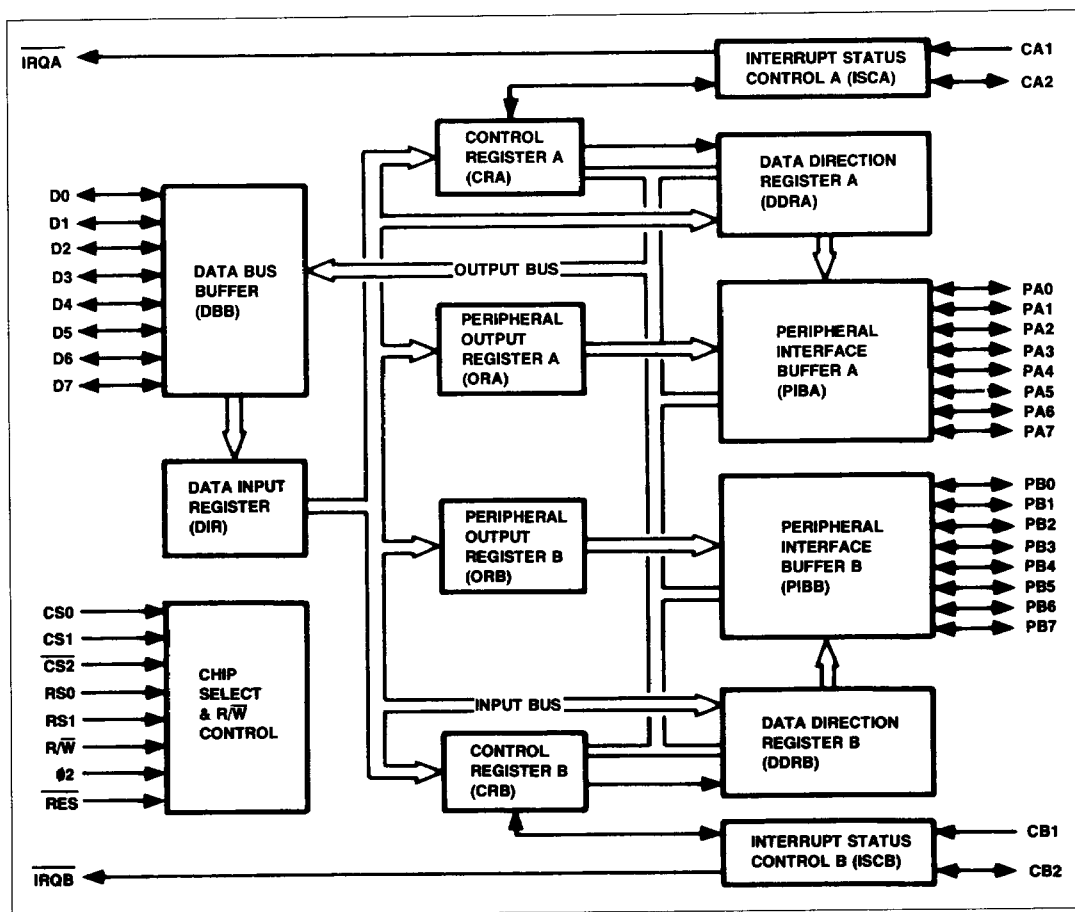 IRQA
INTERRUPT STATUS
CONTROL A (ISCA)
CA1
CA2
CONTROL
REGISTER A
(CRA)
DATA DIRECTION
REGISTER A
(DDRA)
D0
D1
D2
D3
D4
D5
D6
D7
DATA BUS
BUFFER
(DBB)
OUTPUT BUS
PERIPHERAL
OUTPUT
REGISTER A
(ORA)
PERIPHERAL
INTERFACE
BUFFER A
(PIBA)
PA0
PA1
PA2
PA3
PA4
PA5
PA6
PA7
DATA INPUT
REGISTER
(DIR)
PERIPHERAL
OUTPUT
REGISTER B
(ORB)
PERIPHERAL
INTERFACE
BUFFER B
(PIBB)
PB0
PB1
PB2
PB3
PB4
PB5
PB6
PB7
CS0
CS1
CS2
RS0
RS1
R/W
φ2
RES
CHIP
SELECT
& R/W
CONTROL
INPUT BUS
CONTROL
REGISTER B
(CRB)
DATA DIRECTION
REGISTER B
(DDRB)
INTERRUPT STATUS
CONTROL B (ISCB)
CB1
CB2
IRQB